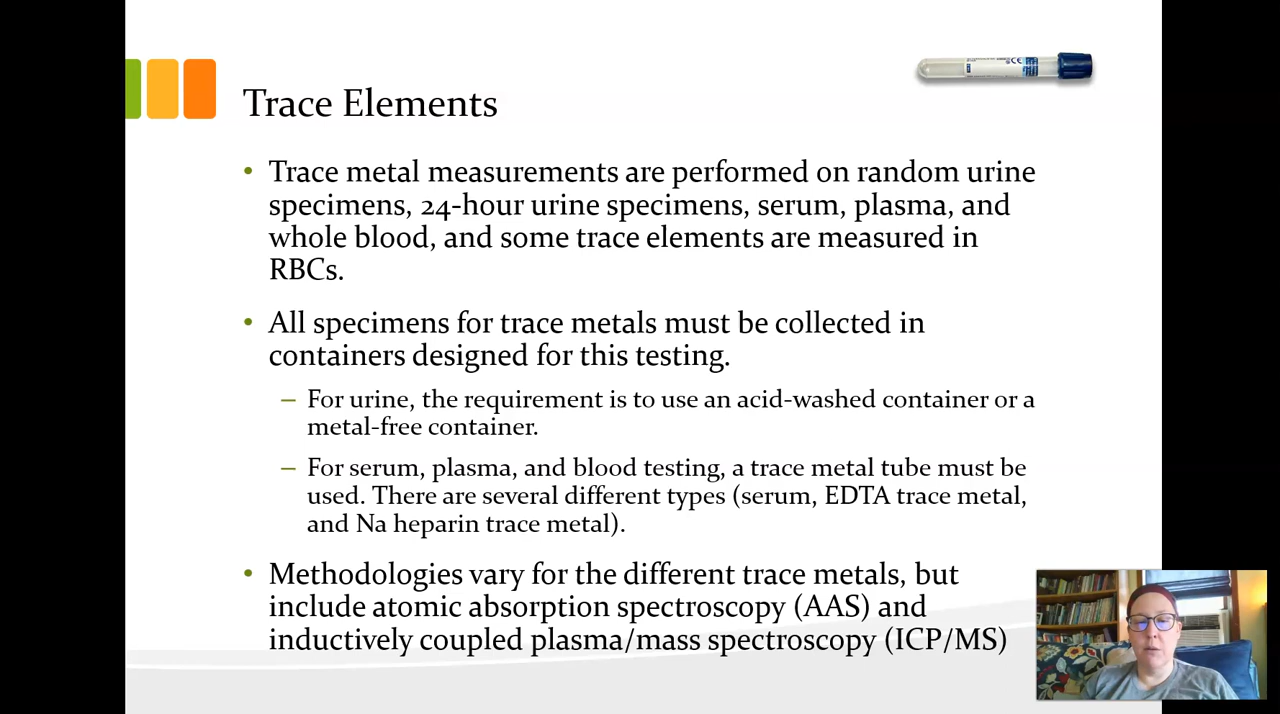 Trace Elements
• Trace metal measurements are performed on random urine
specimens, 24-hour urine specimens, serum, plasma, and
whole blood, and some trace elements are measured in
RBCs.
• All specimens for trace metals must be collected in
containers designed for this testing.
– For urine, the requirement is to use an acid-washed container or a
metal-free container.
– For serum, plasma, and blood testing, a trace metal tube must be
used. There are several different types (serum, EDTA trace metal,
and Na heparin trace metal).
• Methodologies vary for the different trace metals, but
include atomic absorption spectroscopy (AAS) and
inductively coupled plasma/mass spectroscopy (ICP/MS)